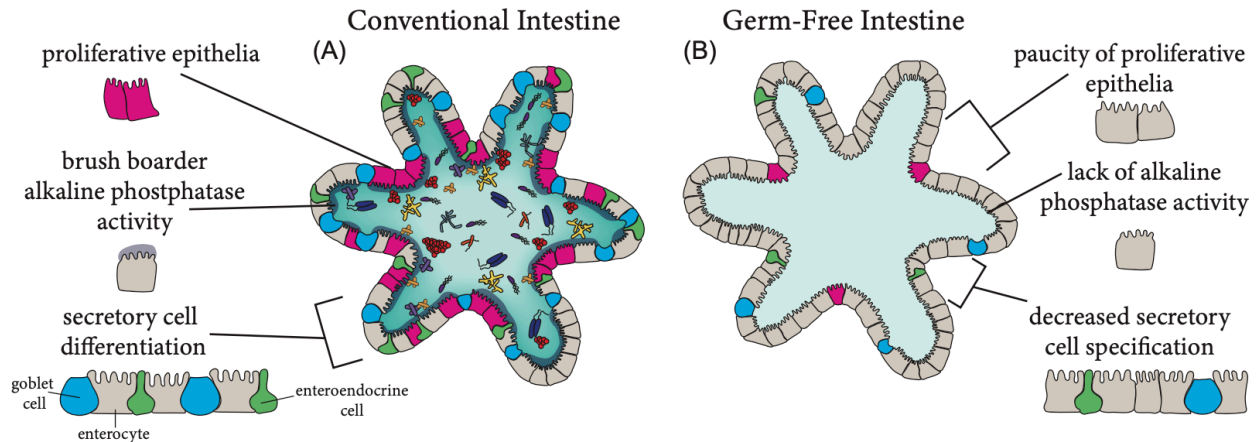 Conventional Intestine
Germ-Free Intestine
(A)
(B)
proliferative epithelia
brush boarder
alkaline phostphatase
activity
secretory cell
differentiation
goblet
cell
enterocyte
enteroendocrine
cell
paucity of proliferative
epithelia
lack of alkaline
phosphatase activity
decreased secretory
cell specification